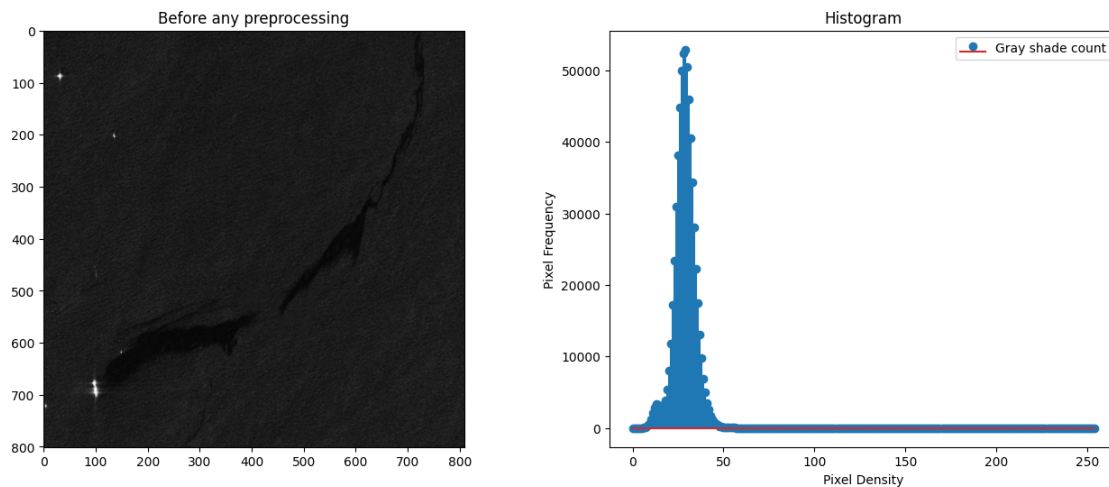 Before any preprocessing
0
100
200
300
400
500
600
700
800
0 100 200 300 400 500 600 700 800
Histogram
Gray shade count
Pixel Frequency
50000
40000
30000
20000
10000
0
0 50 100 150 200 250
Pixel Density